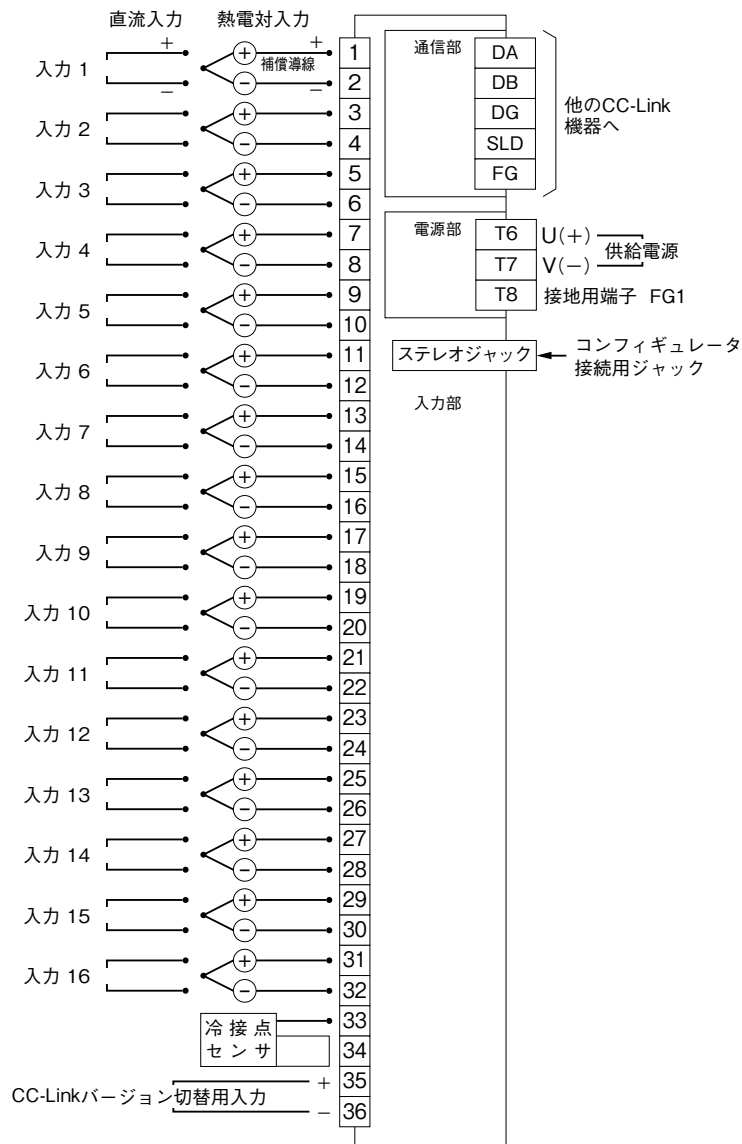 直流入力 熱電対入力
入力 1 + − + − + 補償導線 − 1 2
入力 2 + − 3 4
入力 3 + − 5 6
入力 4 + − 7 8
入力 5 + − 9 10
入力 6 + − 11 12
入力 7 + − 13 14
入力 8 + − 15 16
入力 9 + − 17 18
入力 10 + − 19 20
入力 11 + − 21 22
入力 12 + − 23 24
入力 13 + − 25 26
入力 14 + − 27 28
入力 15 + − 29 30
入力 16 + − 31 32
冷接点
センサ
33
34
CC-Linkバージョン切替用入力 + − 35 36
通信部
DA
DB
DG
SLD
FG
他のCC-Link
機器へ
電源部
T6 U(+)
T7 V(−)
供給電源
T8 接地用端子 FG1
ステレオジャック
コンフィギュレータ
接続用ジャック
入力部